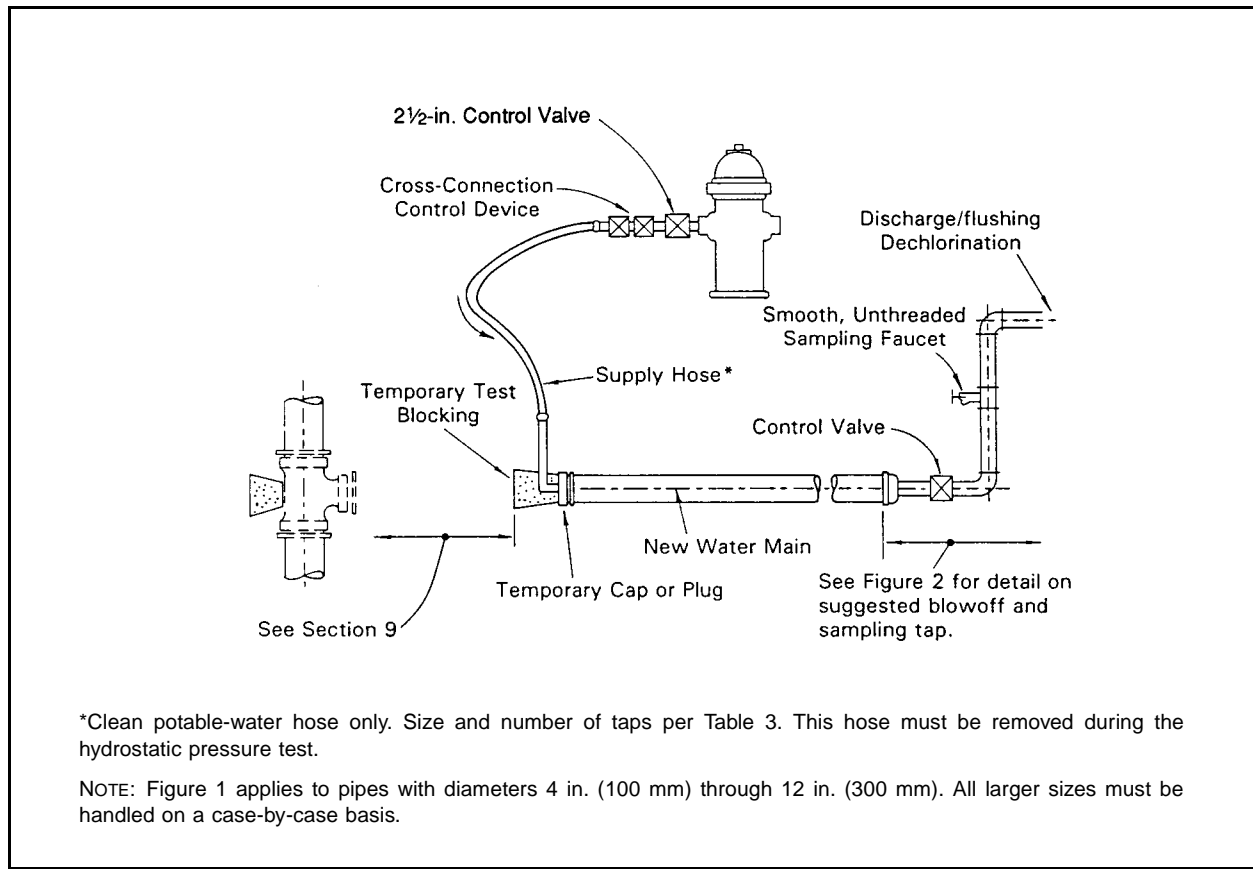 2½-in. Control Valve
Cross-Connection
Control Device
Discharge/flushing
Dechlorination
Smooth, Unthreaded
Sampling Faucet
Supply Hose*
Temporary Test
Blocking
Control Valve
New Water Main
Temporary Cap or Plug
See Section 9
See Figure 2 for detail on
suggested blowoff and
sampling tap.
*Clean potable-water hose only. Size and number of taps per Table 3. This hose must be removed during the
hydrostatic pressure test.
NOTE: Figure 1 applies to pipes with diameters 4 in. (100 mm) through 12 in. (300 mm). All larger sizes must be
handled on a case-by-case basis.